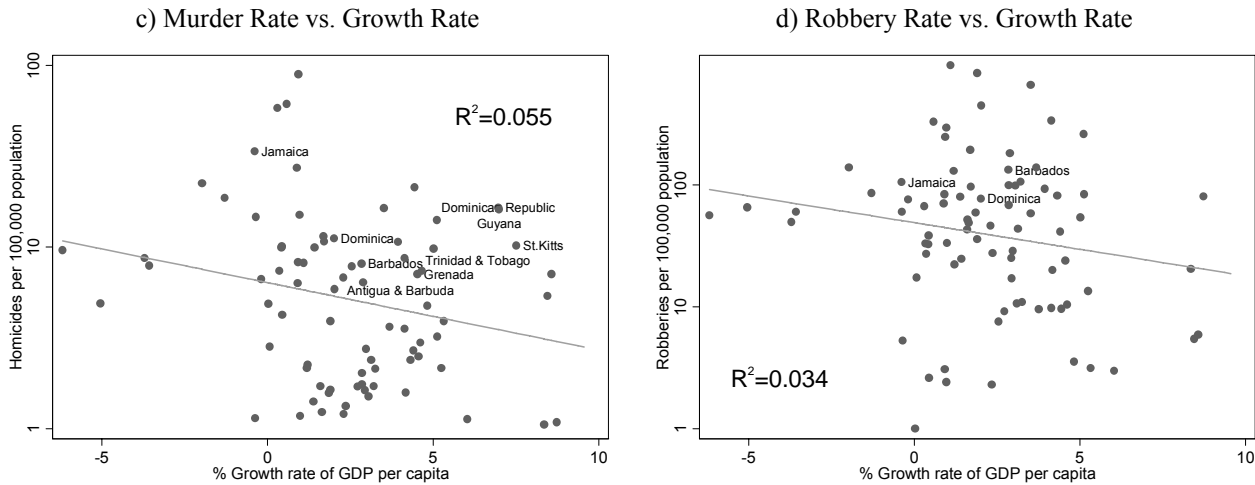 c) Murder Rate vs. Growth Rate
Homicides per 100,000 population
100
10
1
R²=0.055
Jamaica
Dominican Republic
Guyana
Dominica
St.Kitts
Barbados
Trinidad & Tobago
Grenada
Antigua & Barbuda
-5 0 5 10
% Growth rate of GDP per capita
d) Robbery Rate vs. Growth Rate
Robberies per 100,000 population
100
10
1
Barbados
Jamaica
Dominica
R²=0.034
-5 0 5 10
% Growth rate of GDP per capita